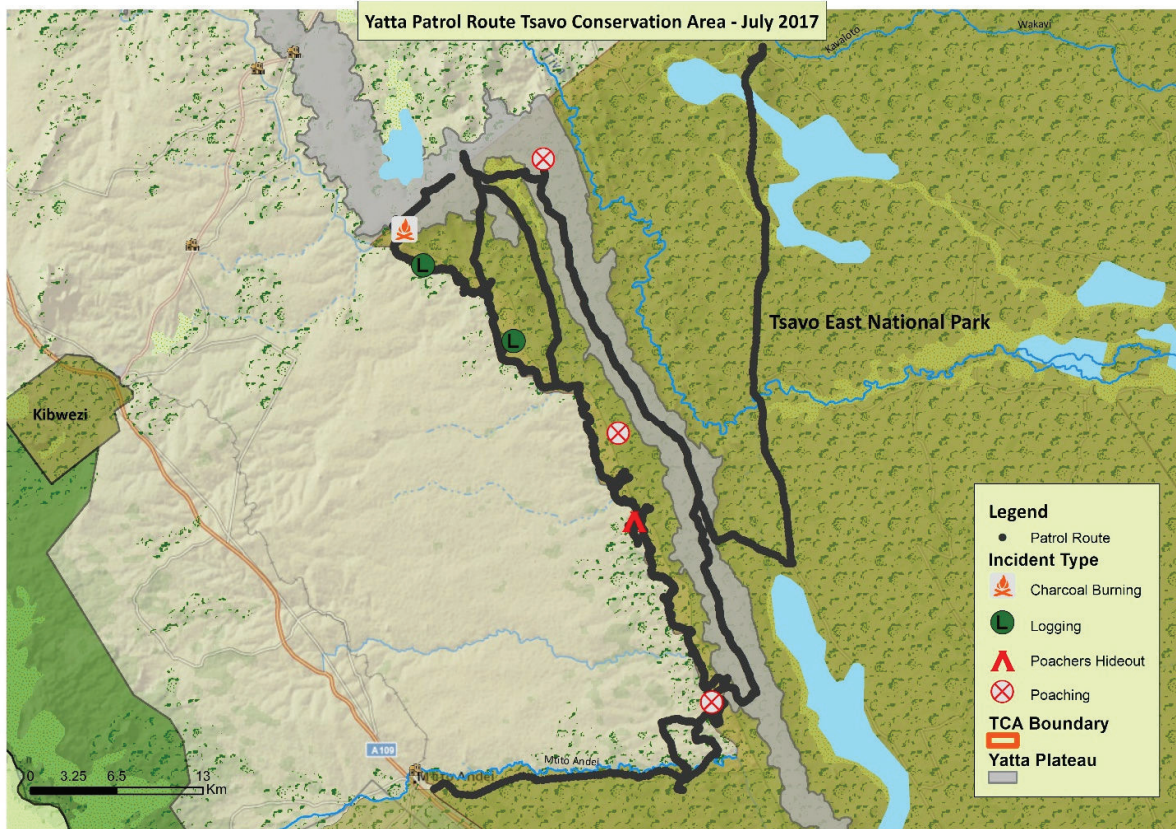 Yatta Patrol Route Tsavo Conservation Area - July 2017
Kavaloto
Wakavi
L
L
Tsavo East National Park
Kibwezi
Legend
Patrol Route
Incident Type
Charcoal Burning
L Logging
Poachers Hideout
Poaching
TCA Boundary
Yatta Plateau
A109
Mtito Andei
Mtito Andei
0 3.25 6.5 13
Km